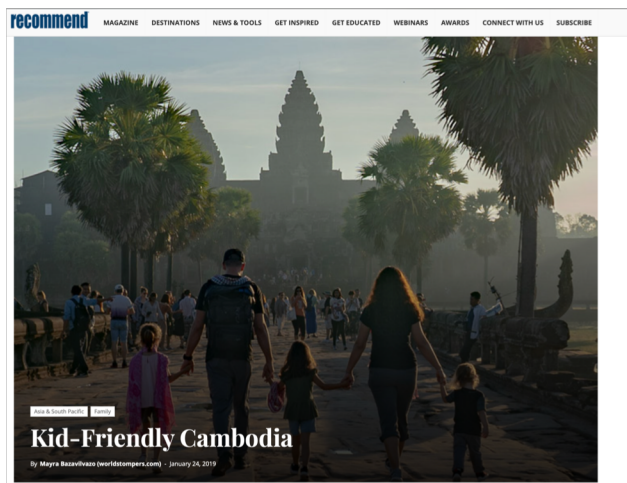 recommend MAGAZINE DESTINATIONS NEWS & TOOLS GET INSPIRED GET EDUCATED WEBINARS AWARDS CONNECT WITH US SUBSCRIBE
Asia & South Pacific Family
Kid-Friendly Cambodia
By Mayra Bazavilvazo (worldstompers.com) - January 24, 2019